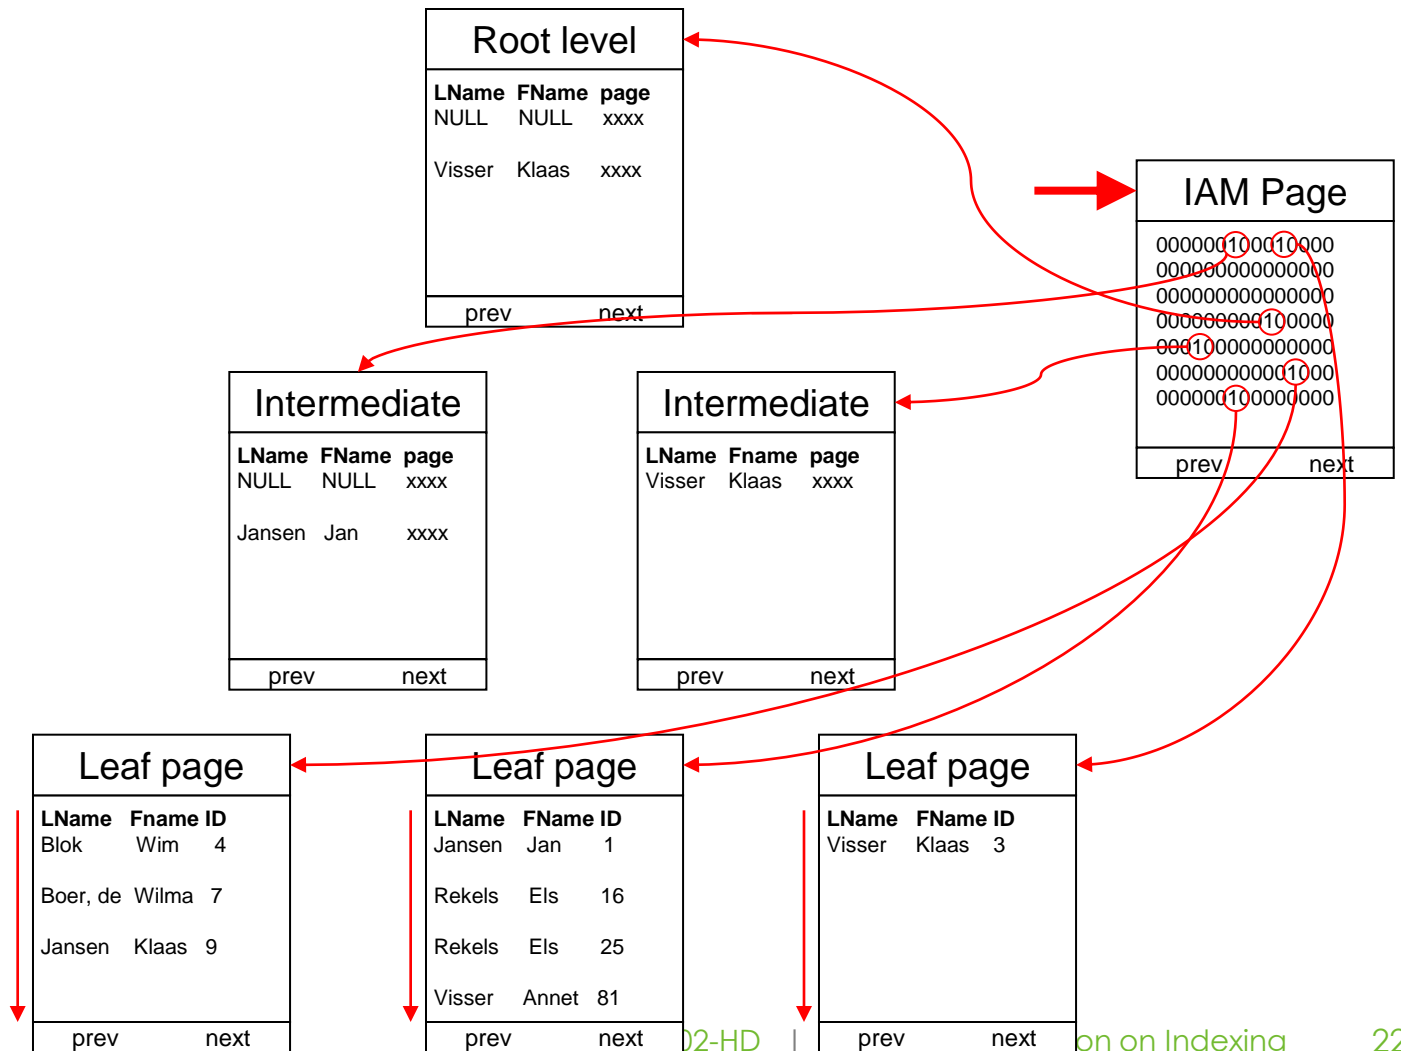 Root level
LName FName page
NULL NULL xxxx
Visser Klaas xxxx
prev next
IAM Page
000000100010000
000000000000000
000000000000000
000000000100000
000100000000000
000000000001000
000000100000000
prev next
Intermediate
LName FName page
NULL NULL xxxx
Jansen Jan xxxx
prev next
Intermediate
LName Fname page
Visser Klaas xxxx
prev next
Leaf page
LName Fname ID
Blok Wim 4
Boer, de Wilma 7
Jansen Klaas 9
prev next
Leaf page
LName FName ID
Jansen Jan 1
Rekels Els 16
Rekels Els 25
Visser Annet 81
prev next
Leaf page
LName FName ID
Visser Klaas 3
prev next
02-HD | on on Indexing 22